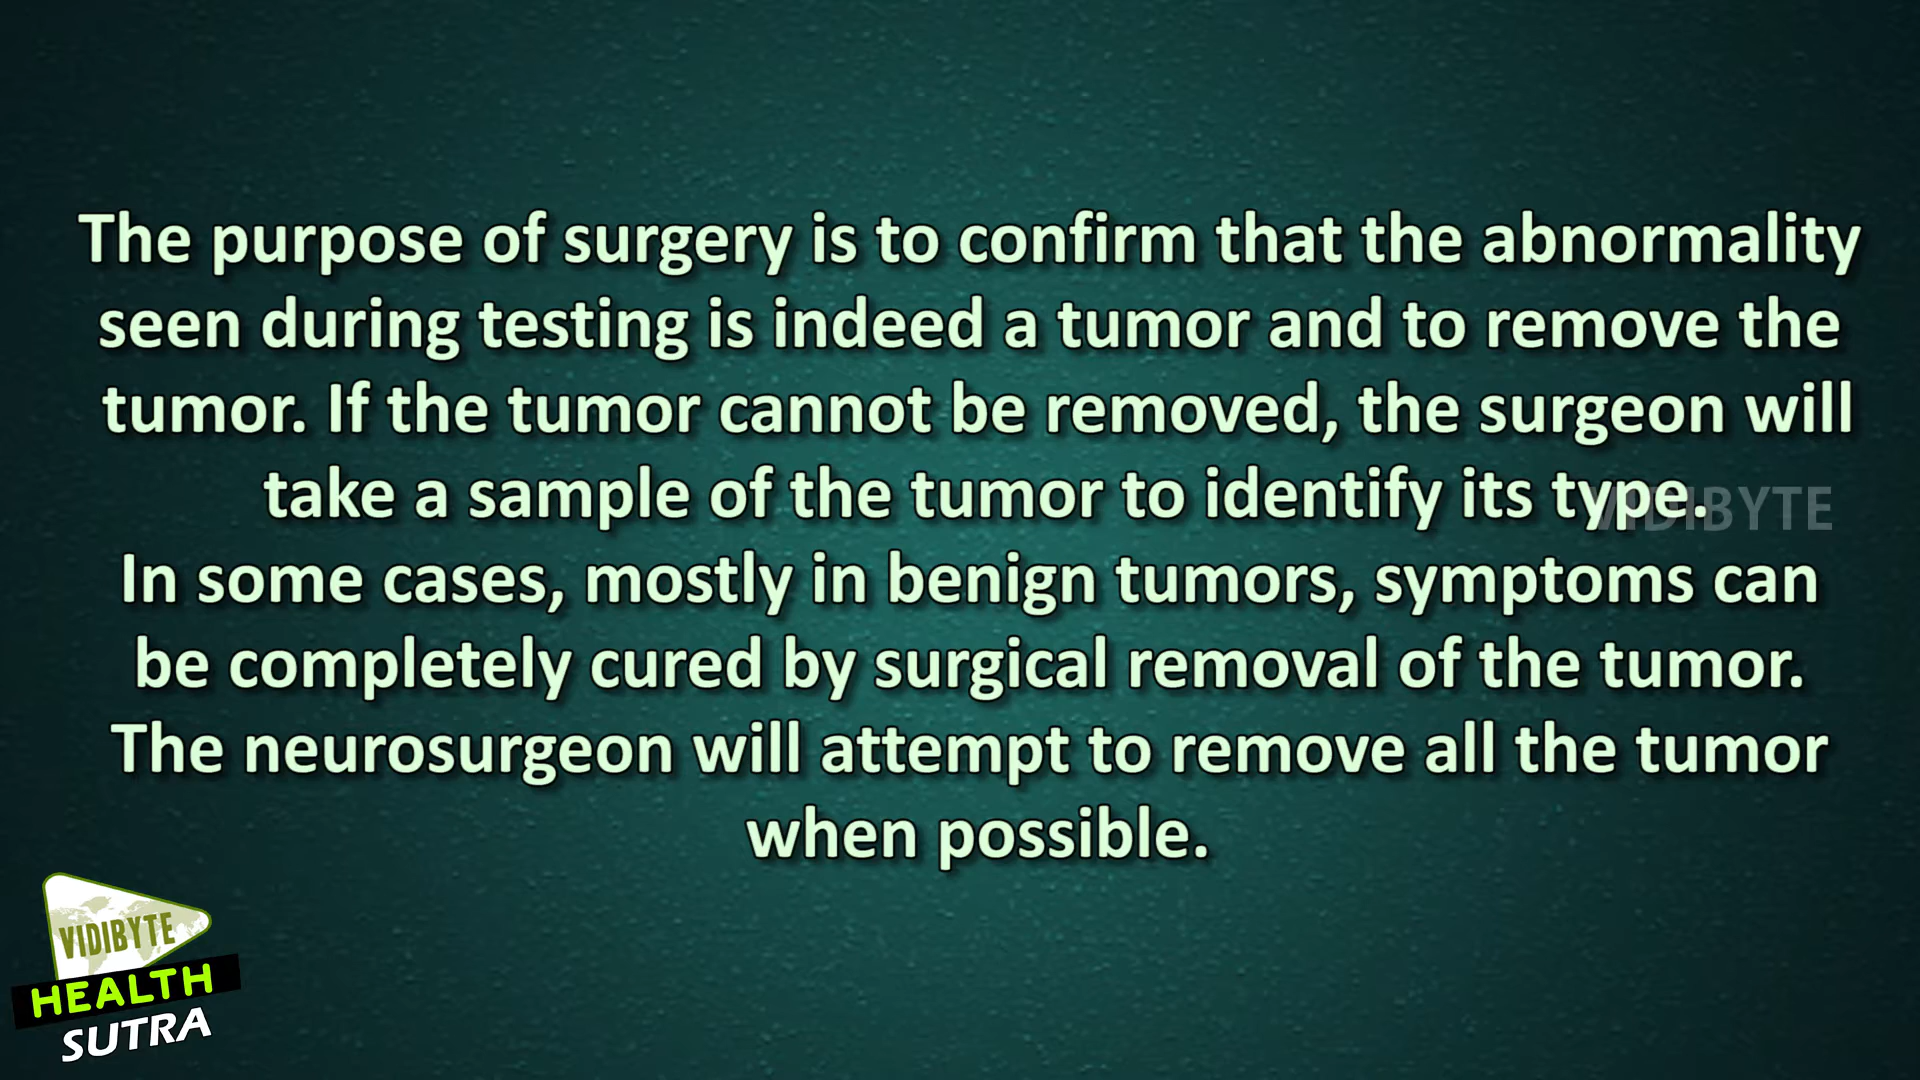 The purpose of surgery is to confirm that the abnormality
seen during testing is indeed a tumor and to remove the
tumor. If the tumor cannot be removed, the surgeon will
take a sample of the tumor to identify its type.
VIDIBYTE
In some cases, mostly in benign tumors, symptoms can
be completely cured by surgical removal of the tumor.
The neurosurgeon will attempt to remove all the tumor
when possible.
VIDIBYTE
HEALTH
SUTRA